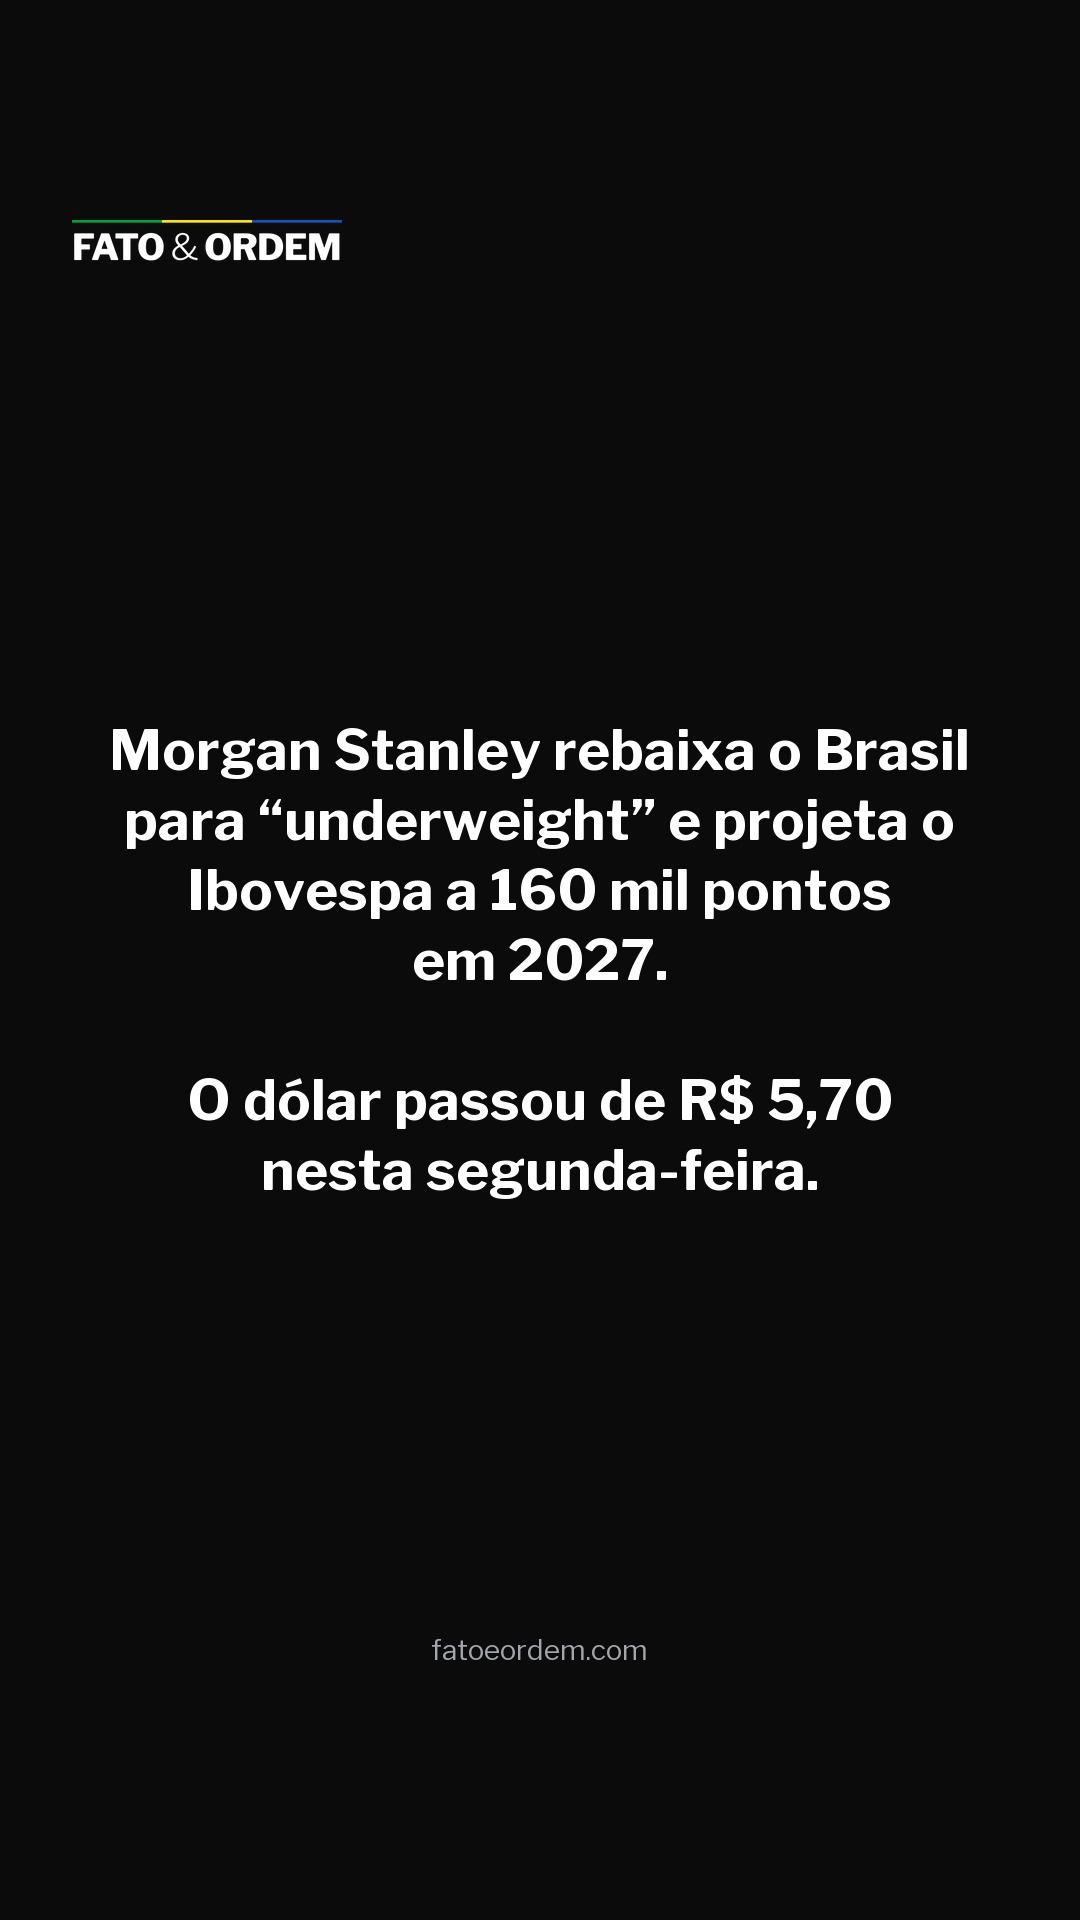 FATO & ORDEM
Morgan Stanley rebaixa o Brasil
para “underweight” e projeta o
Ibovespa a 160 mil pontos
em 2027.
O dólar passou de R$ 5,70
nesta segunda-feira.
fatoeordem.com